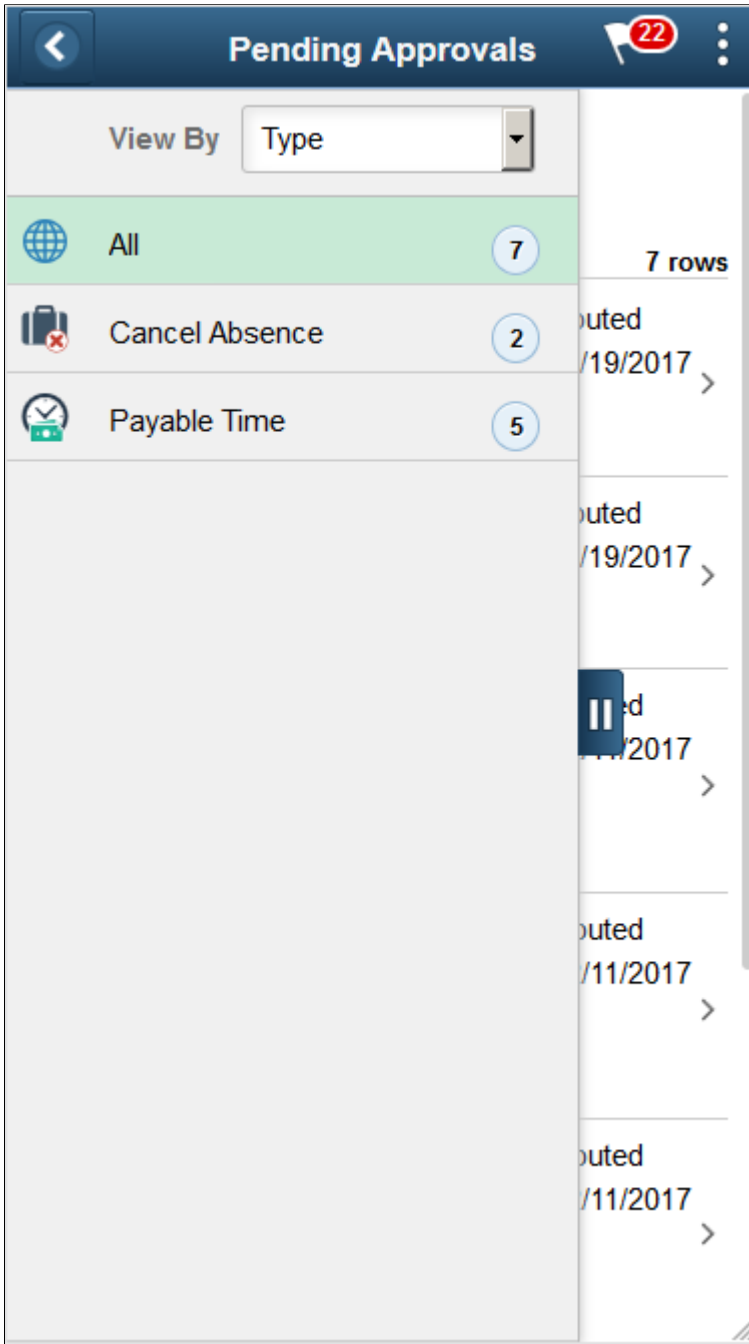 Pending Approvals 22
View By Type
All 7
7 rows
Cancel Absence 2
/19/2017
Payable Time 5
/19/2017
/2017
/11/2017
/11/2017